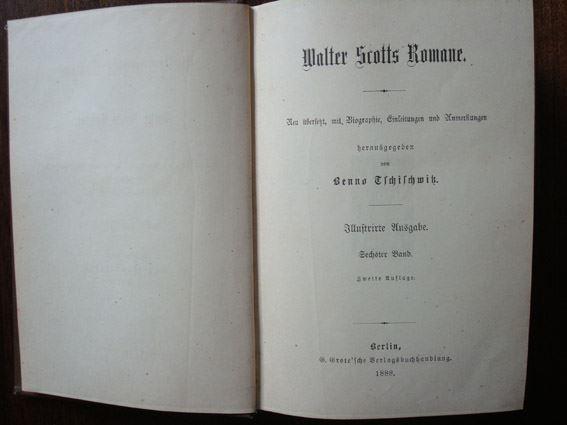 Walter Scotts Romane.
Neu übersetzt, mit Biographie, Einleitungen und Anmerkungen
herausgegeben
von
Benno Tschischwitz.
Illustrirte Ausgabe.
Sechster Band.
Zweite Auflage.
Berlin,
G. Grote'sche Verlagsbuchhandlung.
1888.